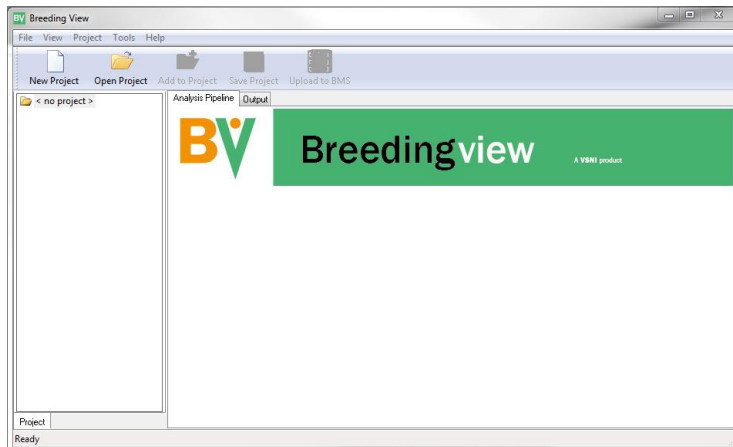 BV Breeding View
File View Project Tools Help
New Project Open Project Add to Project Save Project Upload to BMS
< no project >
Analysis Pipeline Output
BV Breedingview A VSNI product
Project
Ready